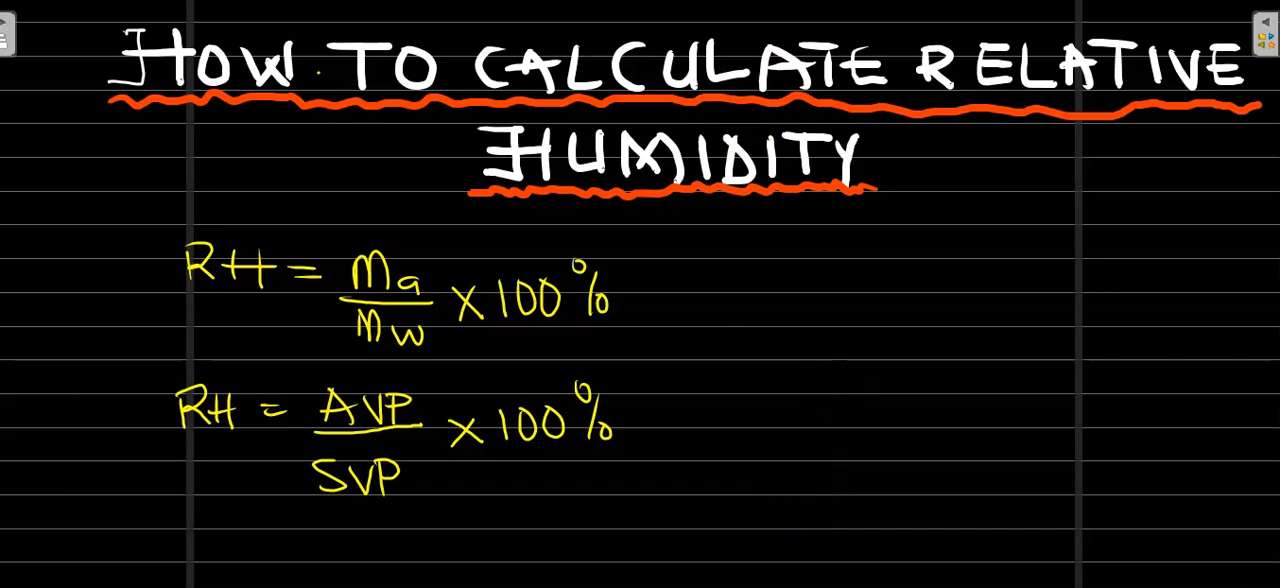 HOW TO CALCULATE RELATIVE
HUMIDITY
RH = Ma/Mw × 100%
RH = AVP/SVP × 100%